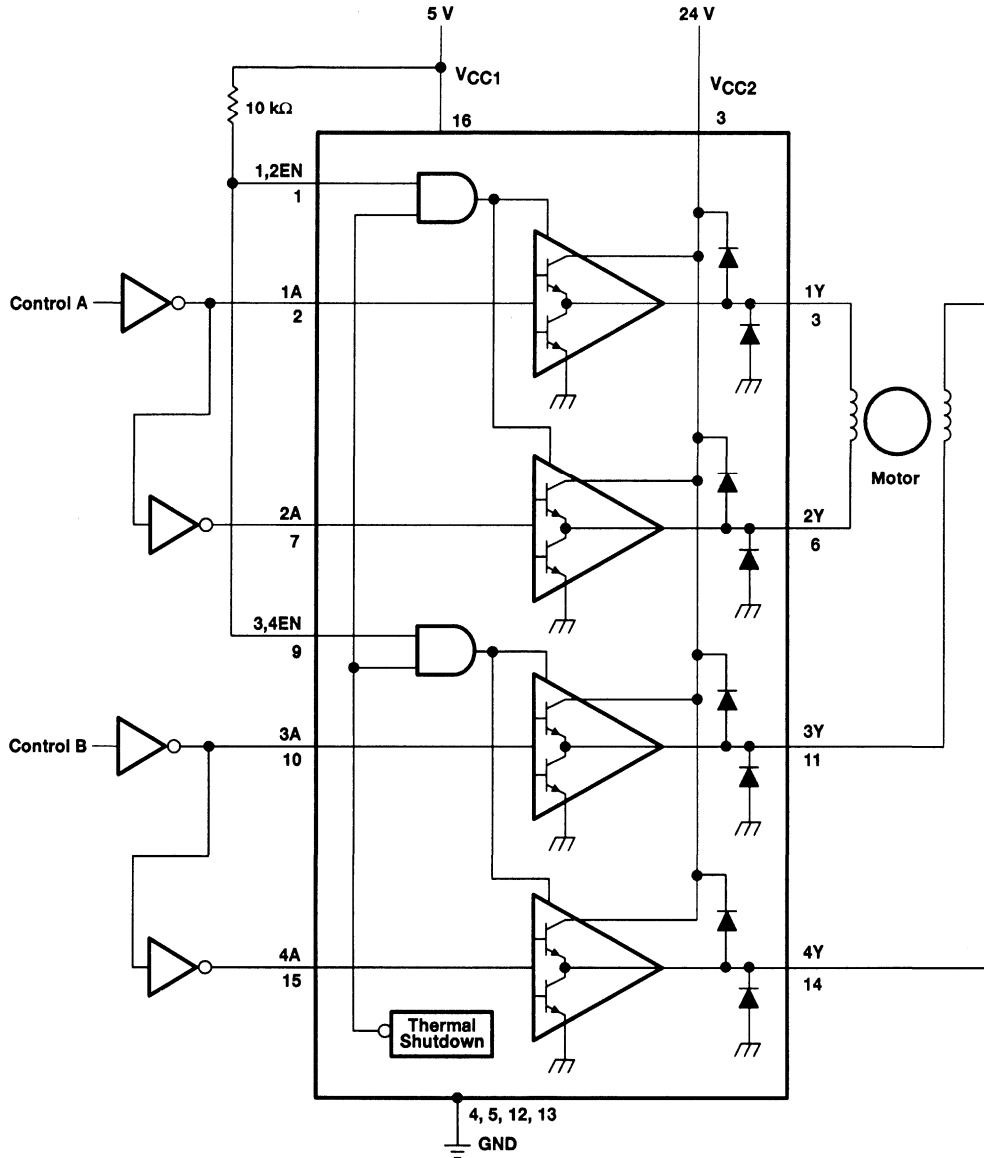 5 V
24 V
VCC1
VCC2
10 kΩ
16
3
1,2EN
1
Control A
1A
2
1Y
3
Motor
2A
7
2Y
6
3,4EN
9
Control B
3A
10
3Y
11
4A
15
4Y
14
Thermal
Shutdown
4, 5, 12, 13
GND